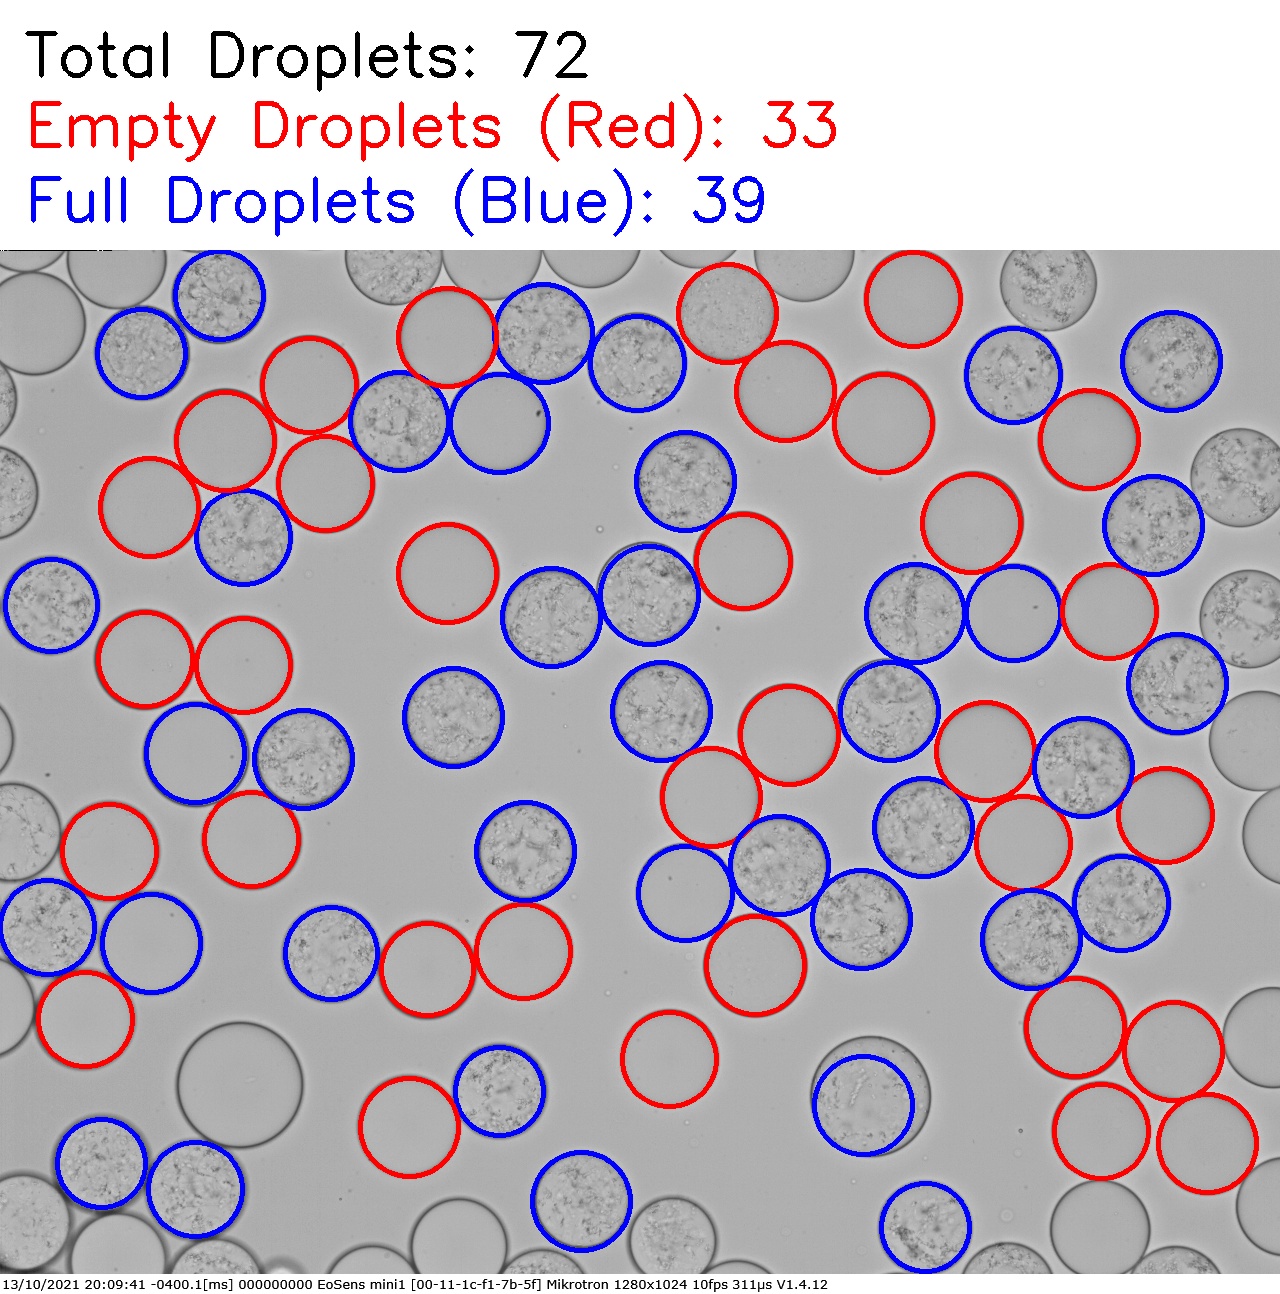 Total Droplets: 72
Empty Droplets (Red): 33
Full Droplets (Blue): 39
13/10/2021 20:09:41 -0400.1[ms] 000000000 EoSens mini1 [00-11-1c-f1-7b-5f] Mikrotron 1280x1024 10fps 311µs V1.4.12